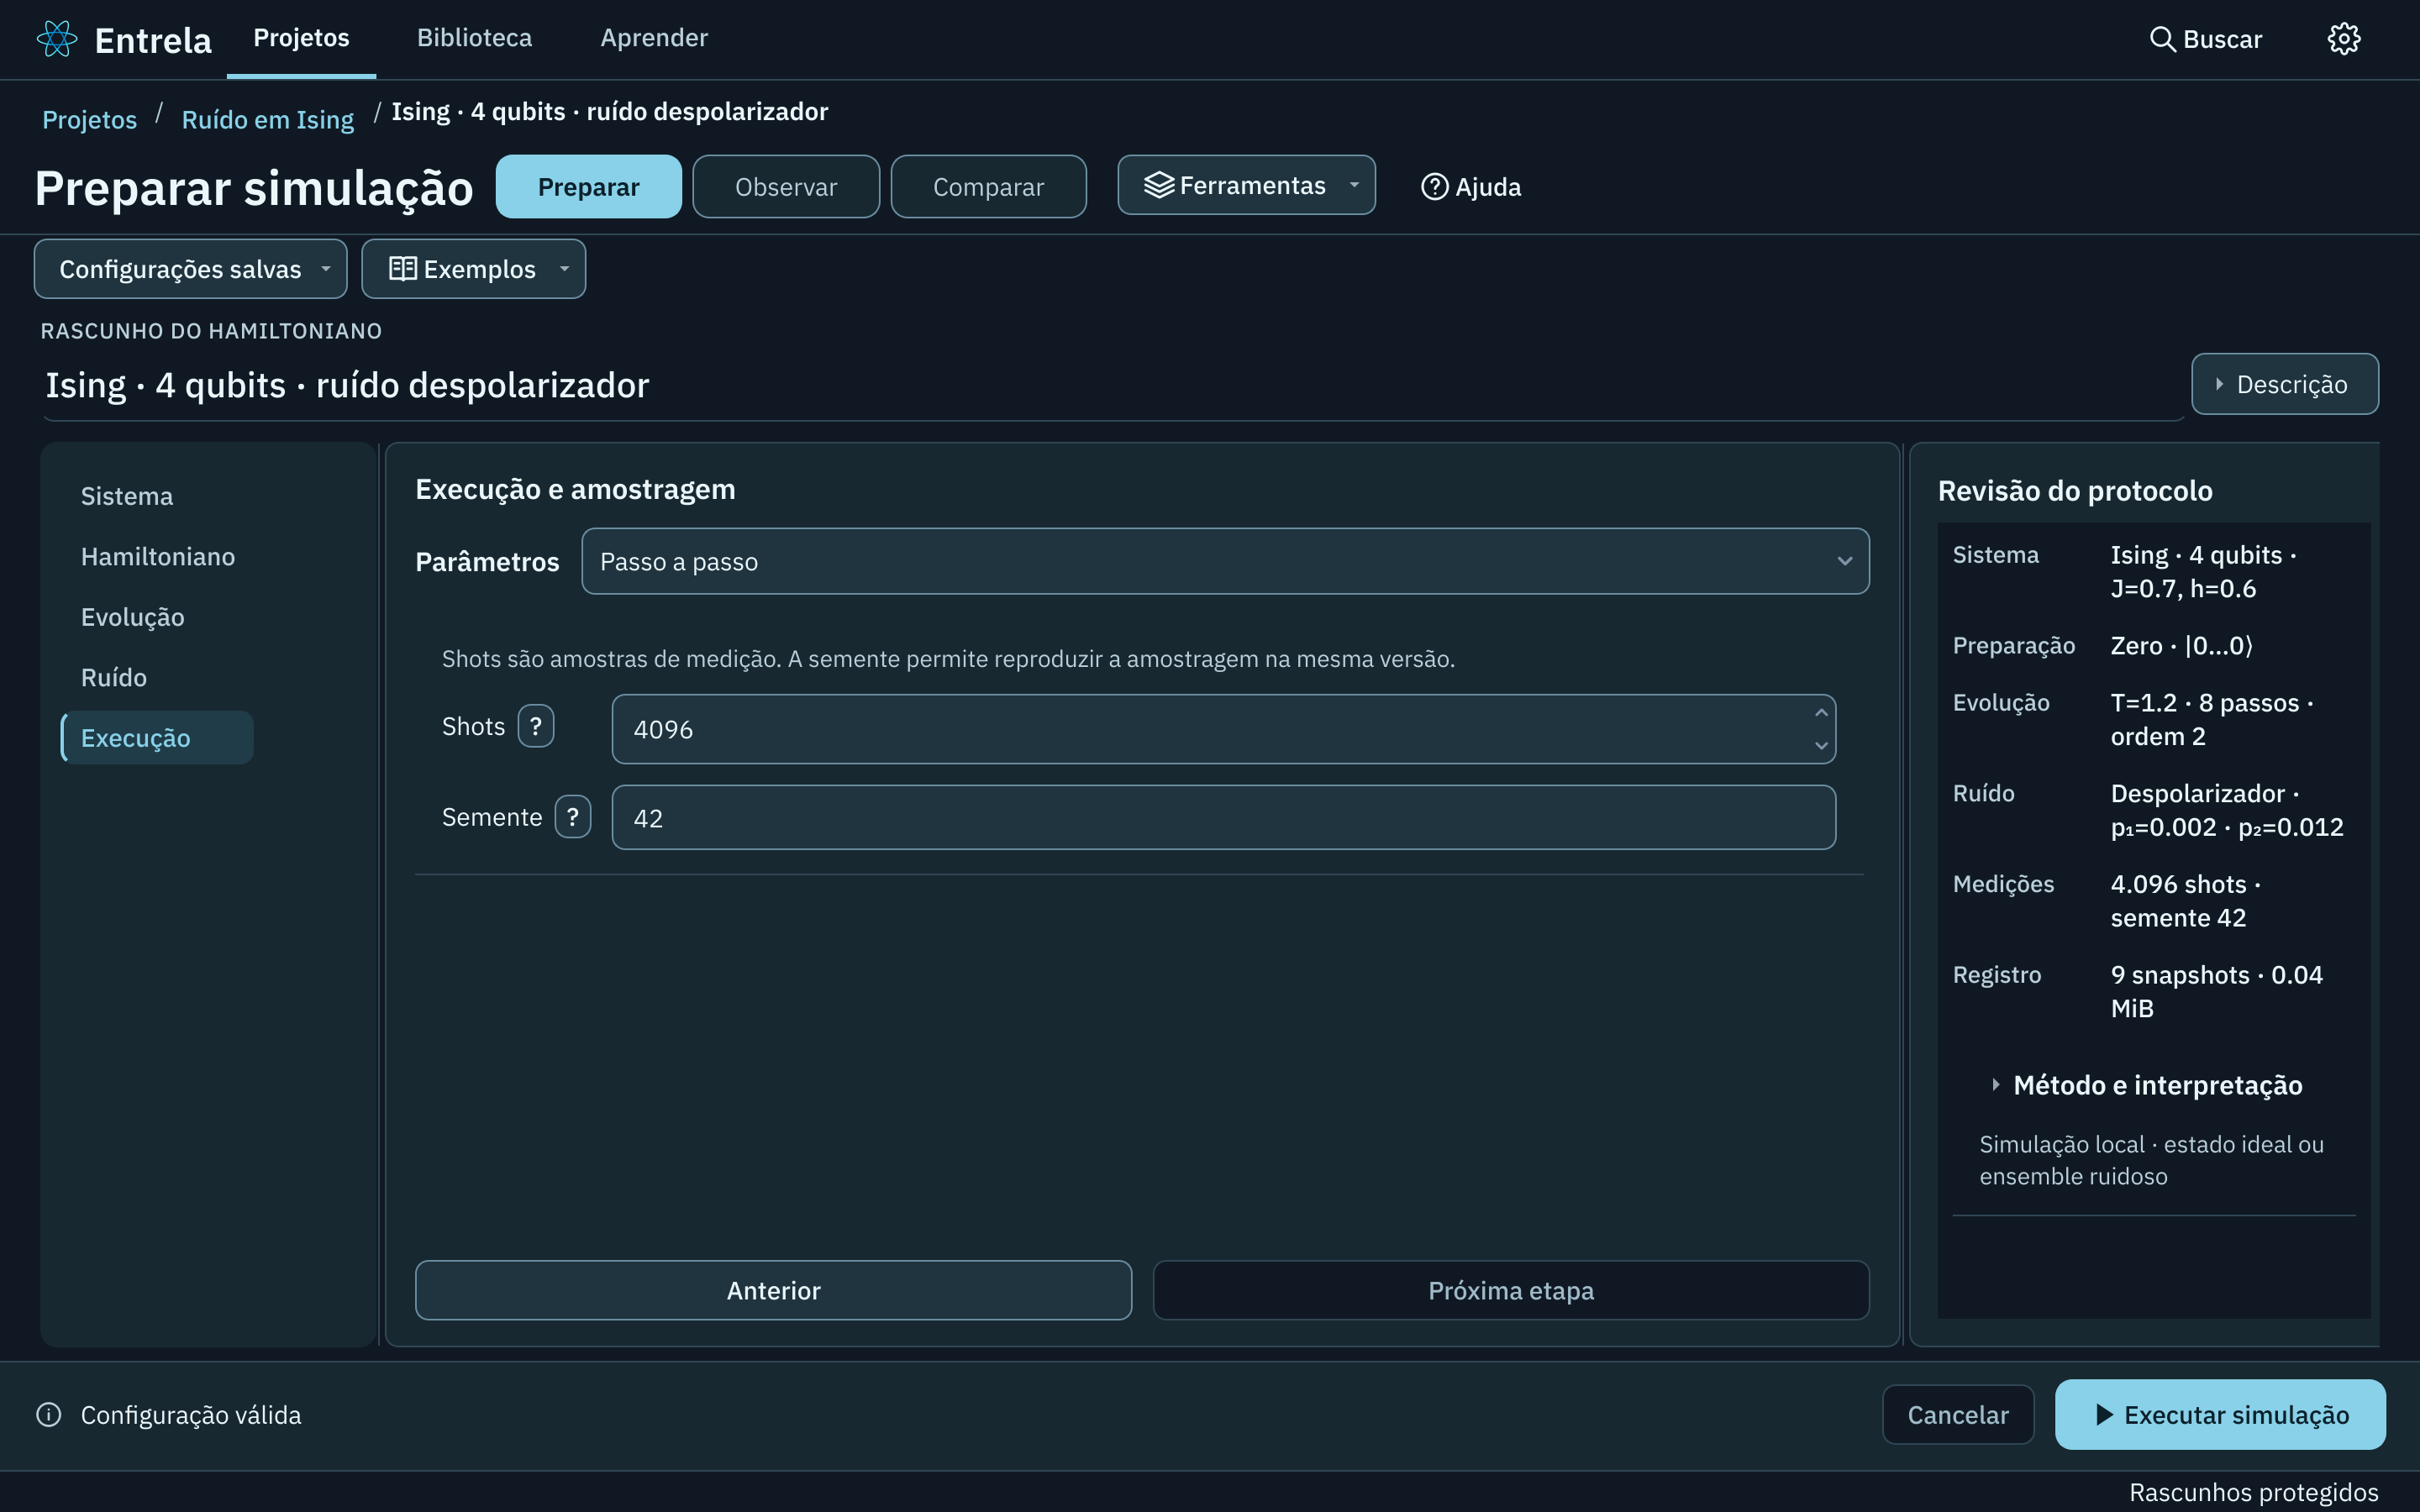 Entrela
Projetos
Biblioteca
Aprender
Buscar
Projetos / Ruído em Ising / Ising · 4 qubits · ruído despolarizador
Preparar simulação
Preparar
Observar
Comparar
Ferramentas
Ajuda
Configurações salvas
Exemplos
RASCUNHO DO HAMILTONIANO
Ising · 4 qubits · ruído despolarizador
Descrição
Sistema
Hamiltoniano
Evolução
Ruído
Execução
Execução e amostragem
Parâmetros
Passo a passo
Shots são amostras de medição. A semente permite reproduzir a amostragem na mesma versão.
Shots ?
4096
Semente ?
42
Anterior
Próxima etapa
Revisão do protocolo
Sistema
Ising · 4 qubits ·
J=0.7, h=0.6
Preparação
Zero · |0…0⟩
Evolução
T=1.2 · 8 passos ·
ordem 2
Ruído
Despolarizador ·
p₁=0.002 · p₂=0.012
Medições
4.096 shots ·
semente 42
Registro
9 snapshots · 0.04
MiB
Método e interpretação
Simulação local · estado ideal ou
ensemble ruidoso
Configuração válida
Cancelar
Executar simulação
Rascunhos protegidos